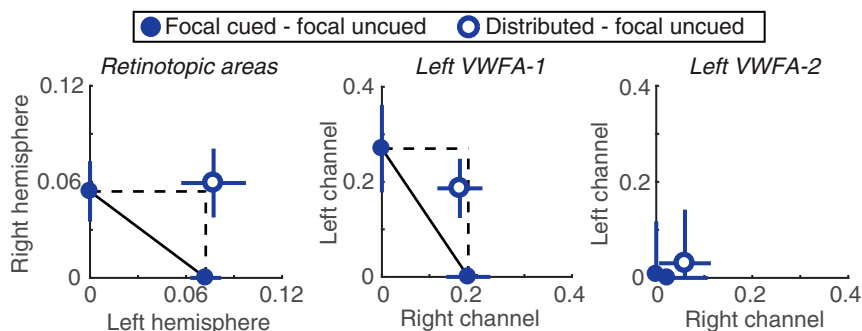 Focal cued - focal uncued Distributed - focal uncued
Retinotopic areas Left VWFA-1 Left VWFA-2
0.12 0.4 0.4
Right hemisphere Left channel Left channel
0.06 0.2 0.2
0 0 0
0 0.06 0.12 0 0.2 0.4 0 0.2 0.4
Left hemisphere Right channel Right channel